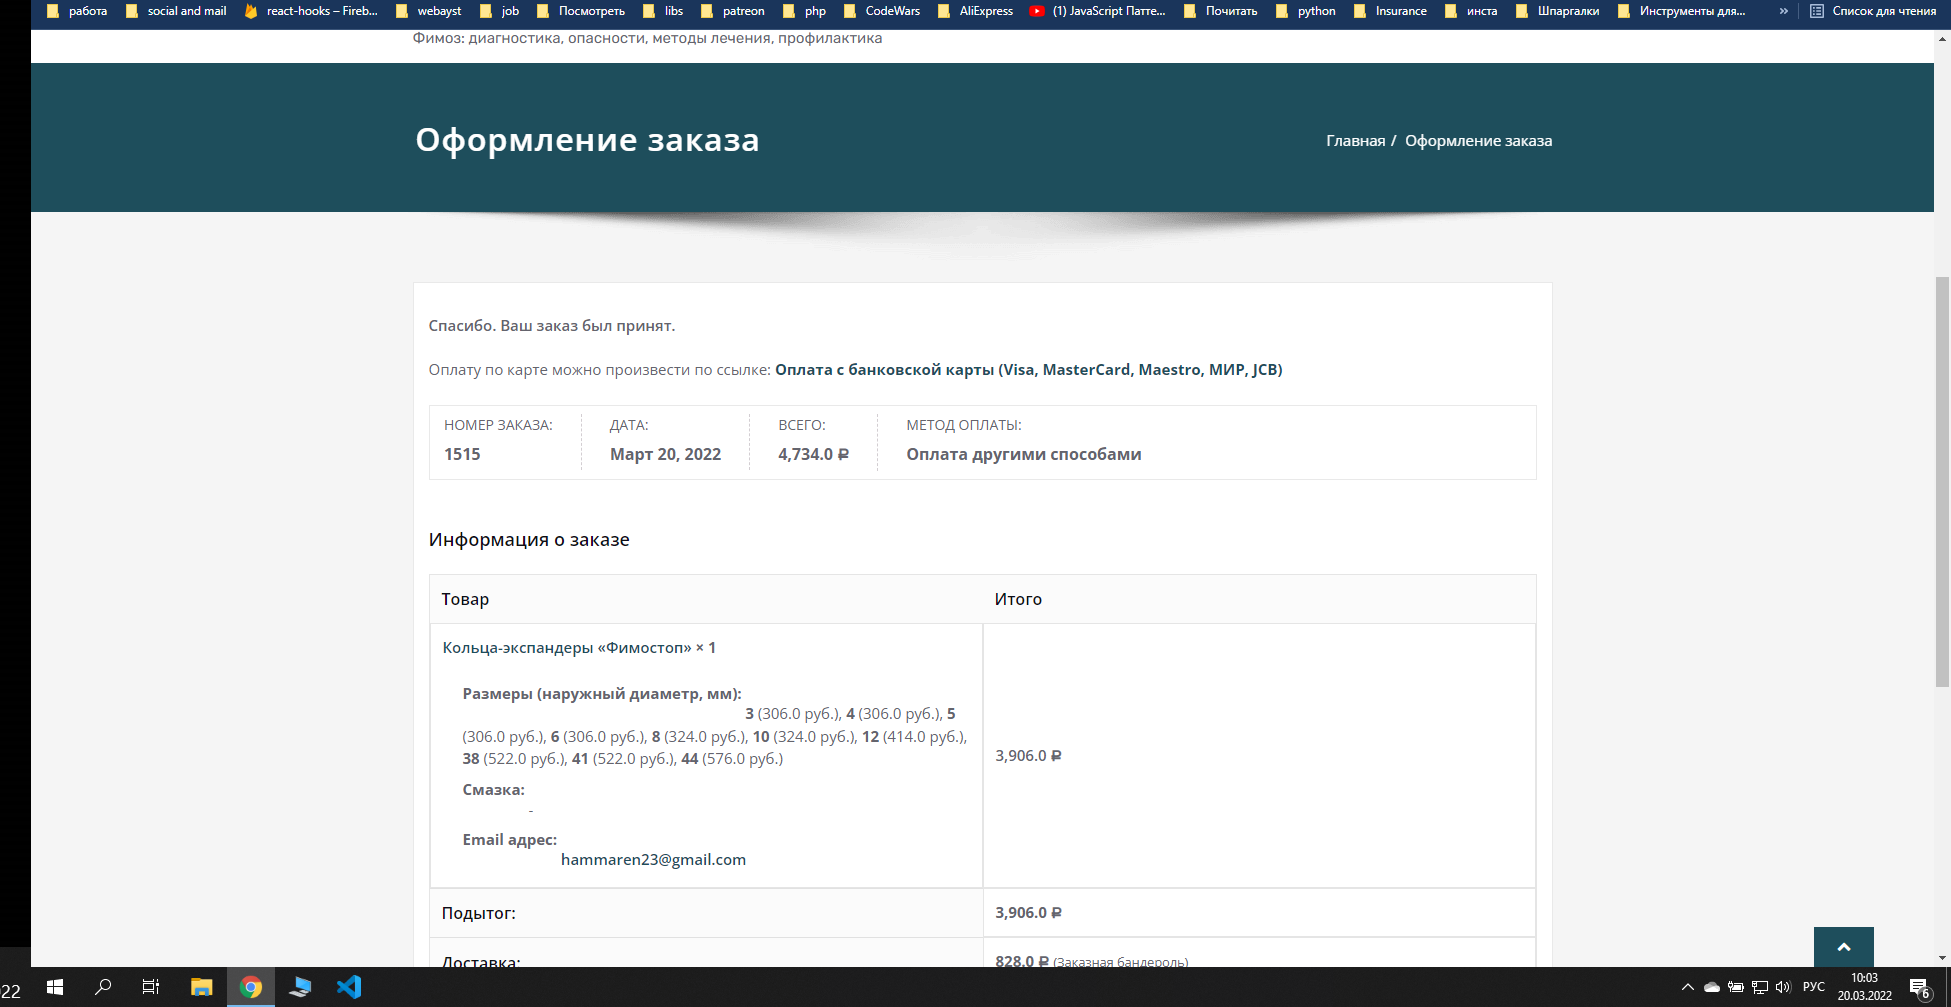 работа social and mail react-hooks – Fireb... webayst job Посмотреть libs patreon php CodeWars AliExpress (1) JavaScript Патте... Почитать python Insurance инста Шпаргалки Инструменты для... » Список для чтения
Фимоз: диагностика, опасности, методы лечения, профилактика
Оформление заказа
Главная / Оформление заказа
Спасибо. Ваш заказ был принят.
Оплату по карте можно произвести по ссылке: Оплата с банковской карты (Visa, MasterCard, Maestro, МИР, JCB)
НОМЕР ЗАКАЗА: ДАТА: ВСЕГО: МЕТОД ОПЛАТЫ:
1515 Март 20, 2022 4,734.0 ₽ Оплата другими способами
Информация о заказе
Товар Итого
Кольца-экспандеры «Фимостоп» × 1
Размеры (наружный диаметр, мм):
3 (306.0 руб.), 4 (306.0 руб.), 5
(306.0 руб.), 6 (306.0 руб.), 8 (324.0 руб.), 10 (324.0 руб.), 12 (414.0 руб.),
38 (522.0 руб.), 41 (522.0 руб.), 44 (576.0 руб.)
3,906.0 ₽
Смазка:
-
Email адрес:
hammaren23@gmail.com
Подытог: 3,906.0 ₽
Доставка: 828.0 ₽ (Заказная бандероль)
22
РУС
10:03
20.03.2022
6